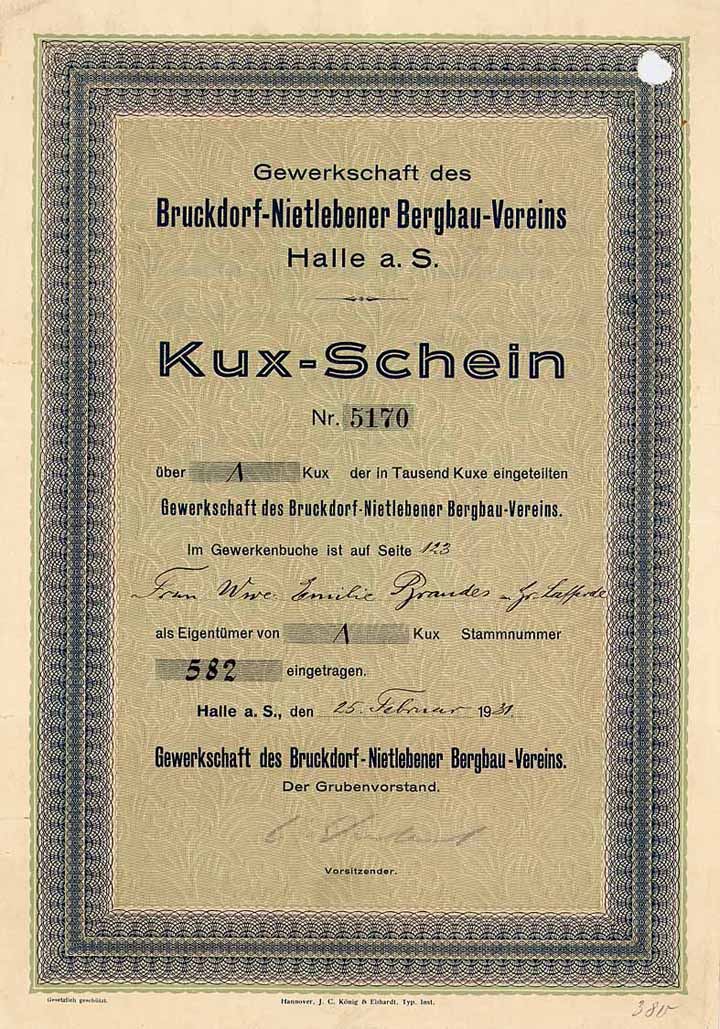 Gewerkschaft des
Bruckdorf-Nietlebener Bergbau-Vereins
Halle a. S.
Kux-Schein
Nr. 5170
über 1 Kux der in Tausend Kuxe eingeteilten
Gewerkschaft des Bruckdorf-Nietlebener Bergbau-Vereins.
Im Gewerkenbuche ist auf Seite 123
Frau Wwe. Emilie Brandes in Gr. Lafferde
als Eigentümer von 1 Kux Stammnummer
582 eingetragen.
Halle a. S., den 25. Februar 1931.
Gewerkschaft des Bruckdorf-Nietlebener Bergbau-Vereins.
Der Grubenvorstand.
Vorsitzender.
Gesetzlich geschützt.
Hannover, J. C. König & Ebhardt, Typ. Inst.